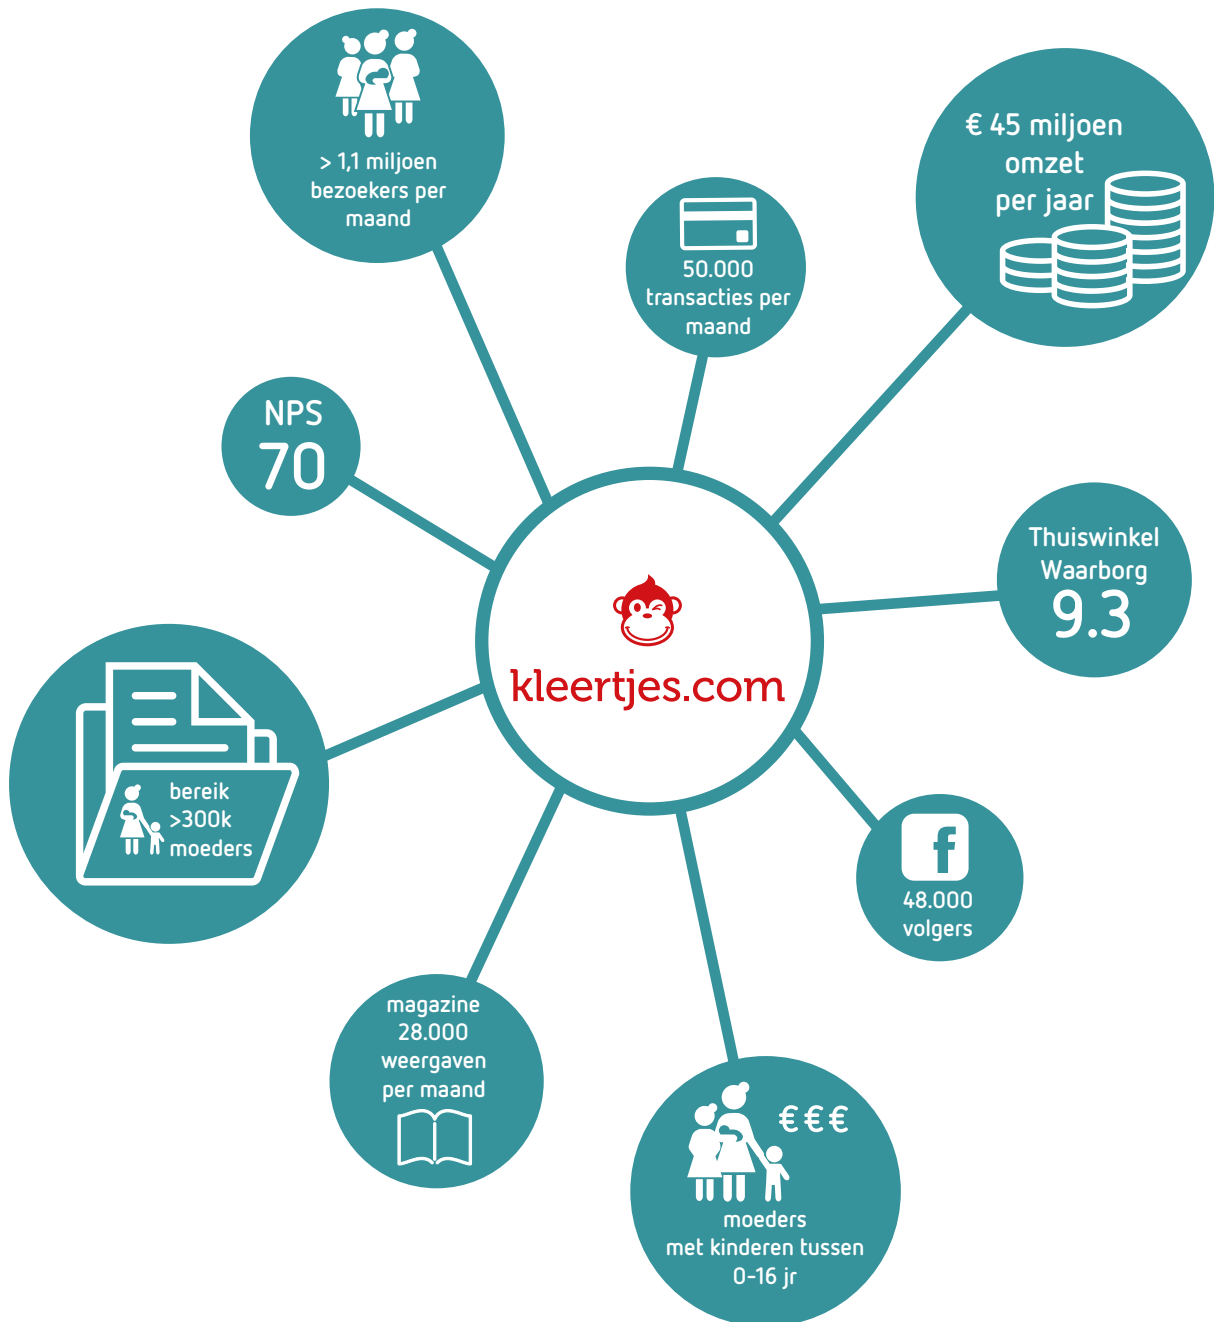 > 1,1 miljoen
bezoekers per
maand
50.000
transacties per
maand
€ 45 miljoen
omzet
per jaar
NPS
70
Thuiswinkel
Waarborg
9.3
kleertjes.com
bereik
>300k
moeders
f
48.000
volgers
magazine
28.000
weergaven
per maand
€ € €
moeders
met kinderen tussen
0-16 jr